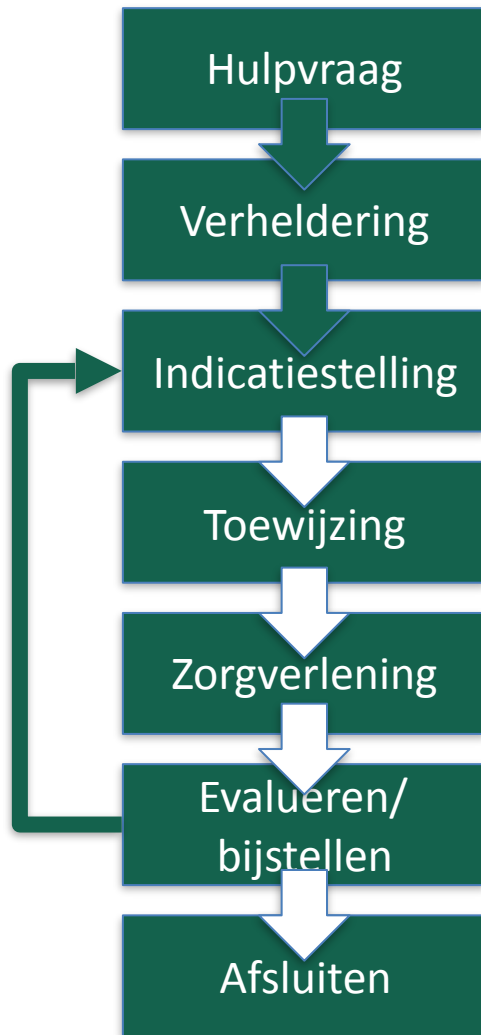 Hulpvraag
Verheldering
Indicatiestelling
Toewijzing
Zorgverlening
Evalueren/
bijstellen
Afsluiten